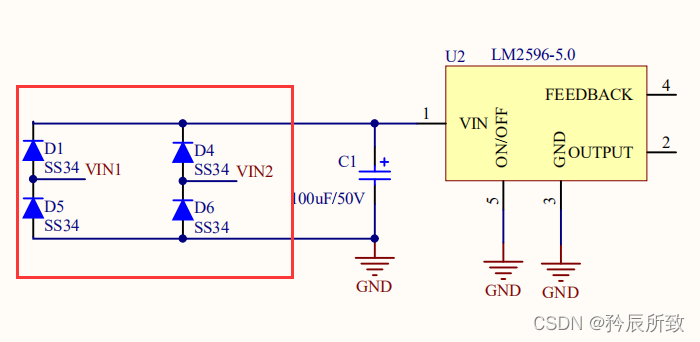 U2
LM2596-5.0
1
VIN
ON/OFF
GND
FEEDBACK
4
OUTPUT
2
5
3
D1
SS34
VIN1
D4
SS34
VIN2
D5
SS34
D6
SS34
C1
+
100uF/50V
GND
GND
GND
CSDN @矜辰所致